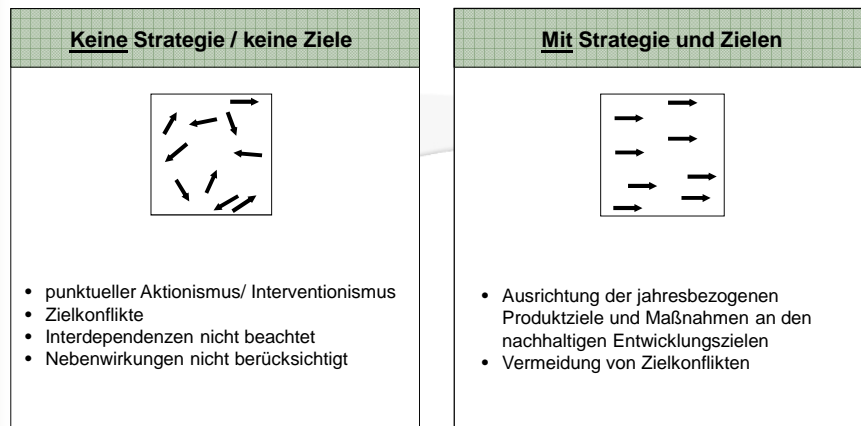 Keine Strategie / keine Ziele
• punktueller Aktionismus/ Interventionismus
• Zielkonflikte
• Interdependenzen nicht beachtet
• Nebenwirkungen nicht berücksichtigt
Mit Strategie und Zielen
• Ausrichtung der jahresbezogenen
Produktziele und Maßnahmen an den
nachhaltigen Entwicklungszielen
• Vermeidung von Zielkonflikten